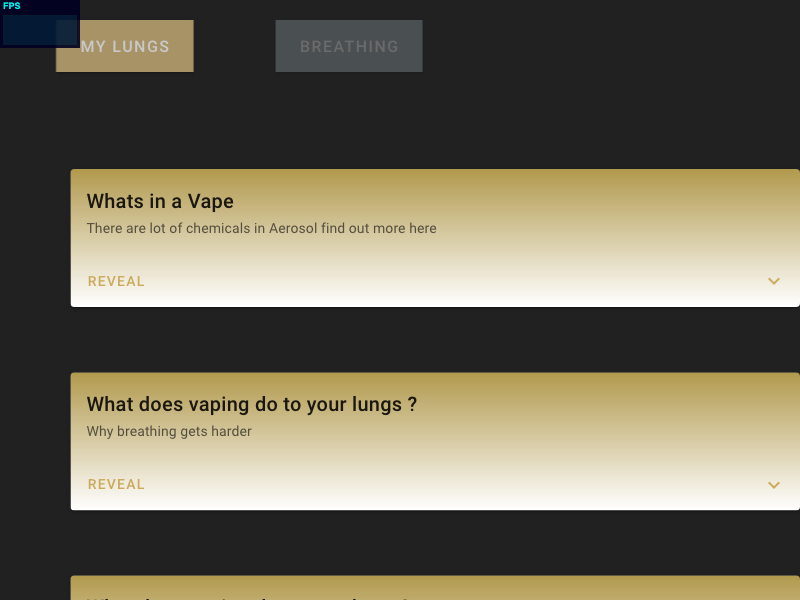 FPS
MY LUNGS
BREATHING
Whats in a Vape
There are lot of chemicals in Aerosol find out more here
REVEAL
What does vaping do to your lungs ?
Why breathing gets harder
REVEAL